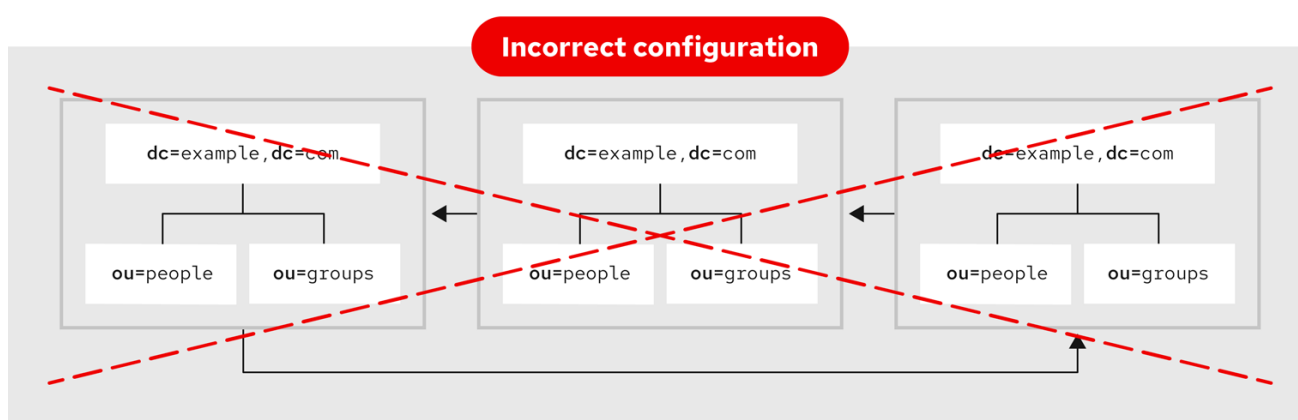 Incorrect configuration
dc=example,dc=com
dc=example,dc=com
dc=example,dc=com
ou=people
ou=groups
ou=people
ou=groups
ou=people
ou=groups